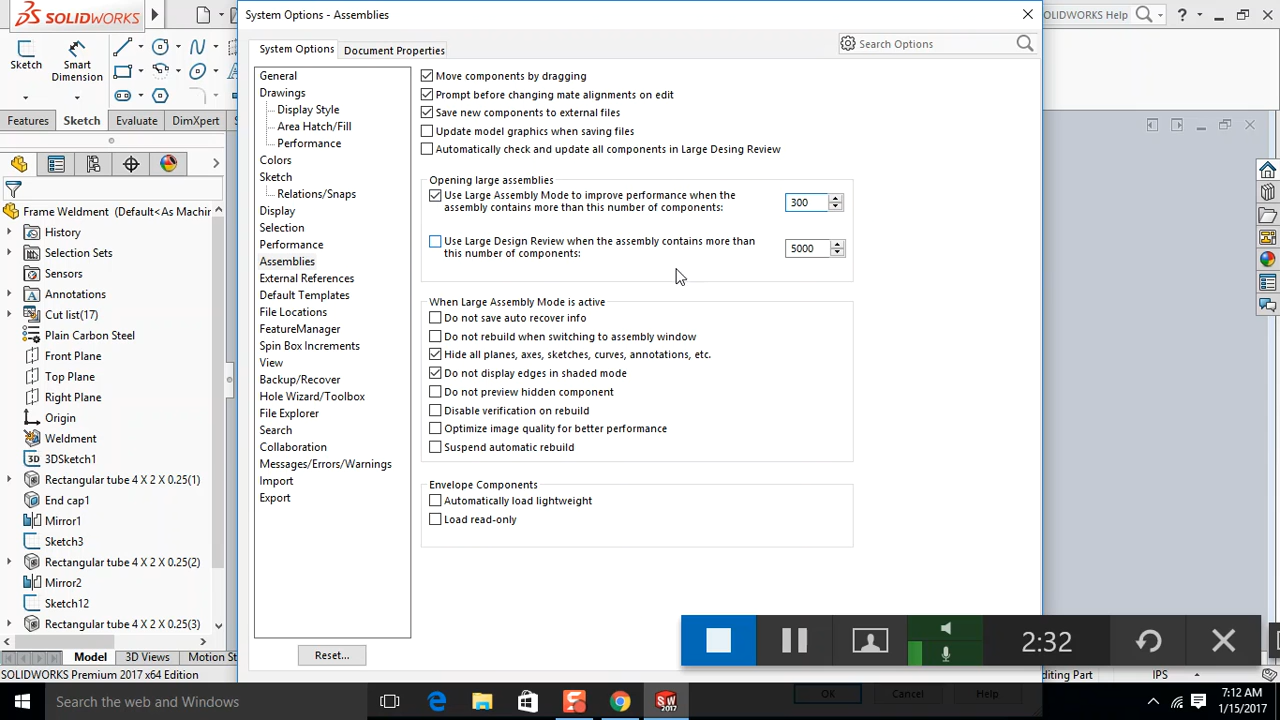 SOLIDWORKS
System Options - Assemblies
SOLIDWORKS Help
?
Sketch
Smart
Dimension
Features
Sketch
Evaluate
DimXpert
Frame Weldment (Default<As Machin
History
Selection Sets
Sensors
Annotations
Cut list(17)
Plain Carbon Steel
Front Plane
Top Plane
Right Plane
Origin
Weldment
3DSketch1
Rectangular tube 4 X 2 X 0.25(1)
End cap1
Mirror1
Sketch3
Rectangular tube 4 X 2 X 0.25(2)
Mirror2
Sketch12
Rectangular tube 4 X 2 X 0.25(3)
Model
3D Views
Motion St
SOLIDWORKS Premium 2017 x64 Edition
System Options
Document Properties
Search Options
General
Drawings
Display Style
Area Hatch/Fill
Performance
Colors
Sketch
Relations/Snaps
Display
Selection
Performance
Assemblies
External References
Default Templates
File Locations
FeatureManager
Spin Box Increments
View
Backup/Recover
Hole Wizard/Toolbox
File Explorer
Search
Collaboration
Messages/Errors/Warnings
Import
Export
Reset...
Move components by dragging
Prompt before changing mate alignments on edit
Save new components to external files
Update model graphics when saving files
Automatically check and update all components in Large Desing Review
Opening large assemblies
Use Large Assembly Mode to improve performance when the
assembly contains more than this number of components:
300
Use Large Design Review when the assembly contains more than
this number of components:
5000
When Large Assembly Mode is active
Do not save auto recover info
Do not rebuild when switching to assembly window
Hide all planes, axes, sketches, curves, annotations, etc.
Do not display edges in shaded mode
Do not preview hidden component
Disable verification on rebuild
Optimize image quality for better performance
Suspend automatic rebuild
Envelope Components
Automatically load lightweight
Load read-only
2:32
OK
Cancel
Help
diting Part
IPS
Search the web and Windows
SW
2017
7:12 AM
1/15/2017